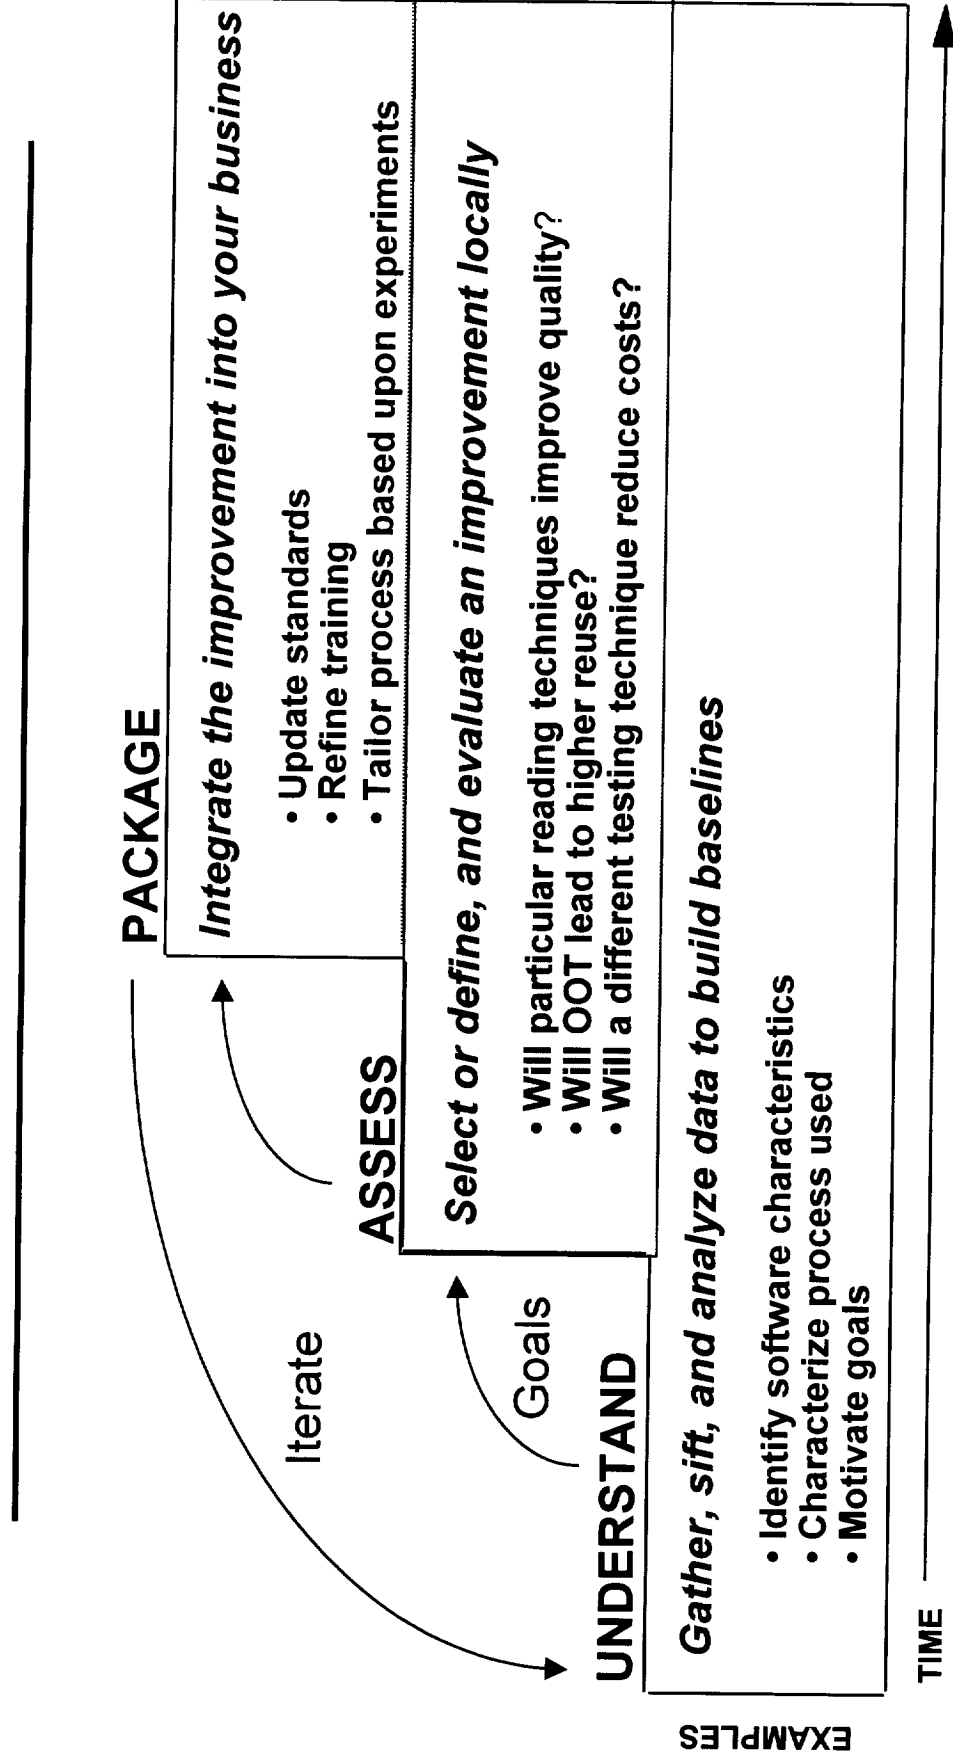 PACKAGE
Integrate the improvement into your business
• Update standards
• Refine training
• Tailor process based upon experiments
Iterate
ASSESS
Select or define, and evaluate an improvement locally
• Will particular reading techniques improve quality?
• Will OOT lead to higher reuse?
• Will a different testing technique reduce costs?
Goals
UNDERSTAND
Gather, sift, and analyze data to build baselines
• Identify software characteristics
• Characterize process used
• Motivate goals
EXAMPLES
TIME